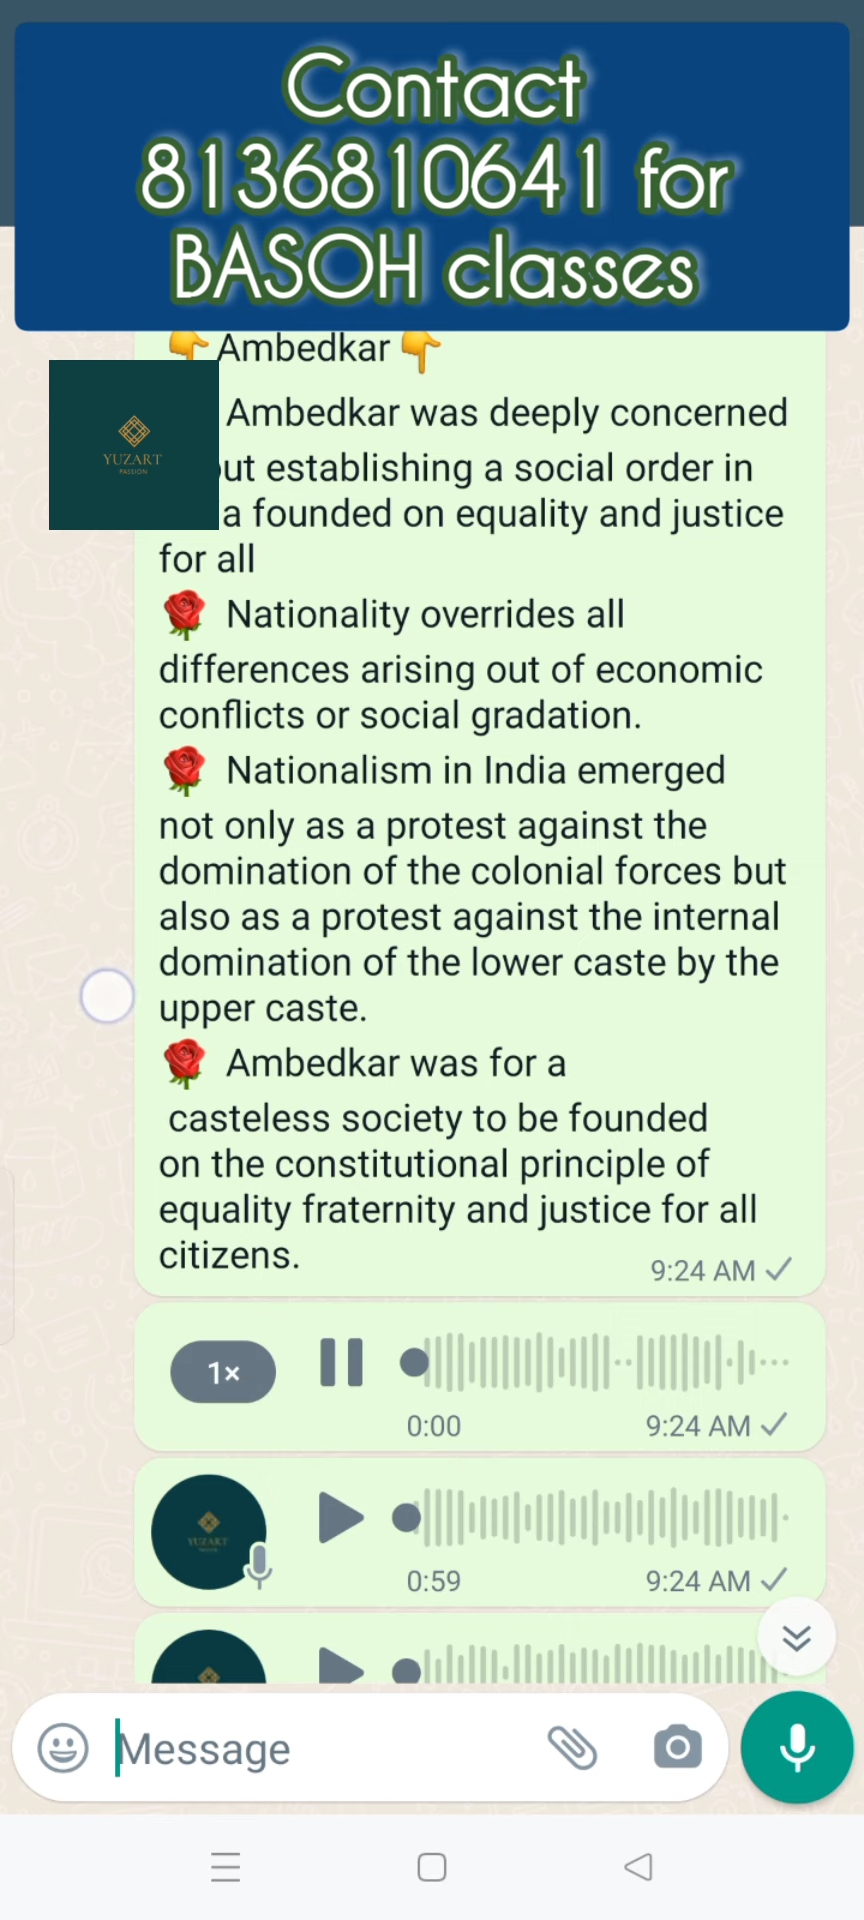 Contact
8136810641 for
BASOH classes
👇Ambedkar👇
YUZART
PASSION
Ambedkar was deeply concerned
establishing a social order in
founded on equality and justice
for all
🌹 Nationality overrides all
differences arising out of economic
conflicts or social gradation.
🌹 Nationalism in India emerged
not only as a protest against the
domination of the colonial forces but
also as a protest against the internal
domination of the lower caste by the
upper caste.
🌹 Ambedkar was for a
casteless society to be founded
on the constitutional principle of
equality fraternity and justice for all
citizens.
9:24 AM
1×
0:00 9:24 AM
YUZART
0:59 9:24 AM
Message